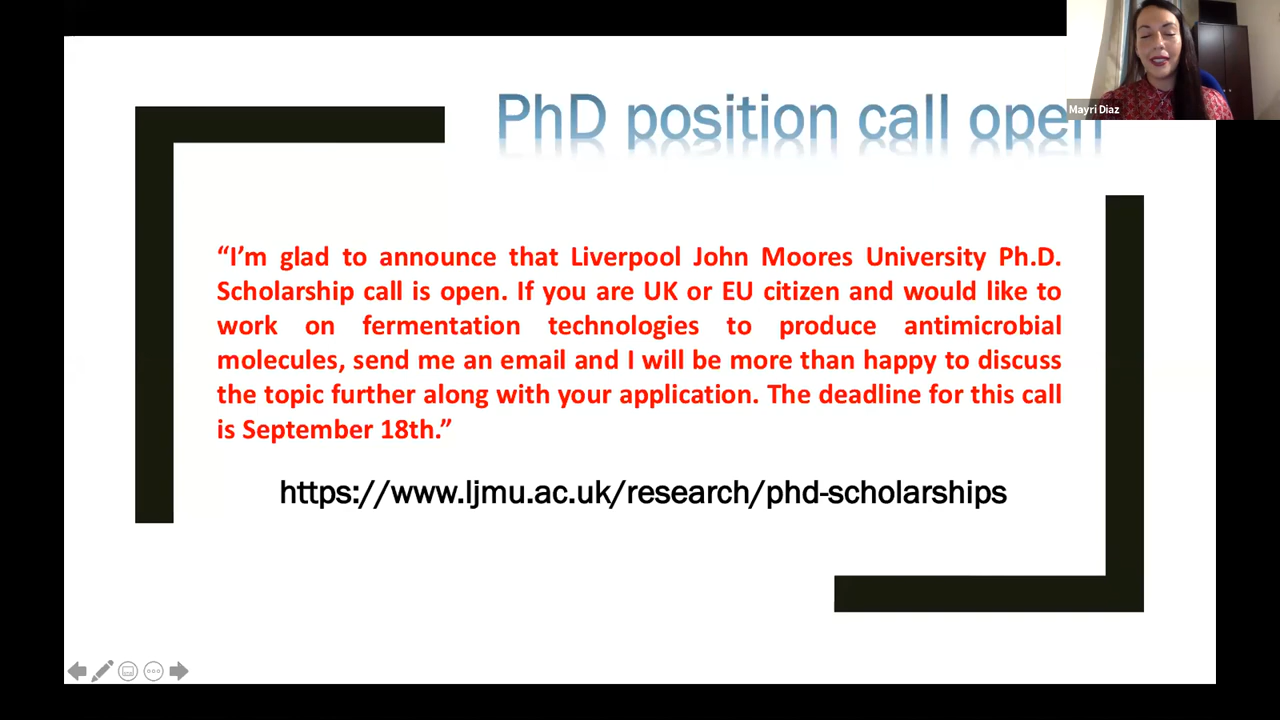 PhD position call open
Mayri Diaz
“I’m glad to announce that Liverpool John Moores University Ph.D.
Scholarship call is open. If you are UK or EU citizen and would like to
work on fermentation technologies to produce antimicrobial
molecules, send me an email and I will be more than happy to discuss
the topic further along with your application. The deadline for this call
is September 18th.”
https://www.ljmu.ac.uk/research/phd-scholarships